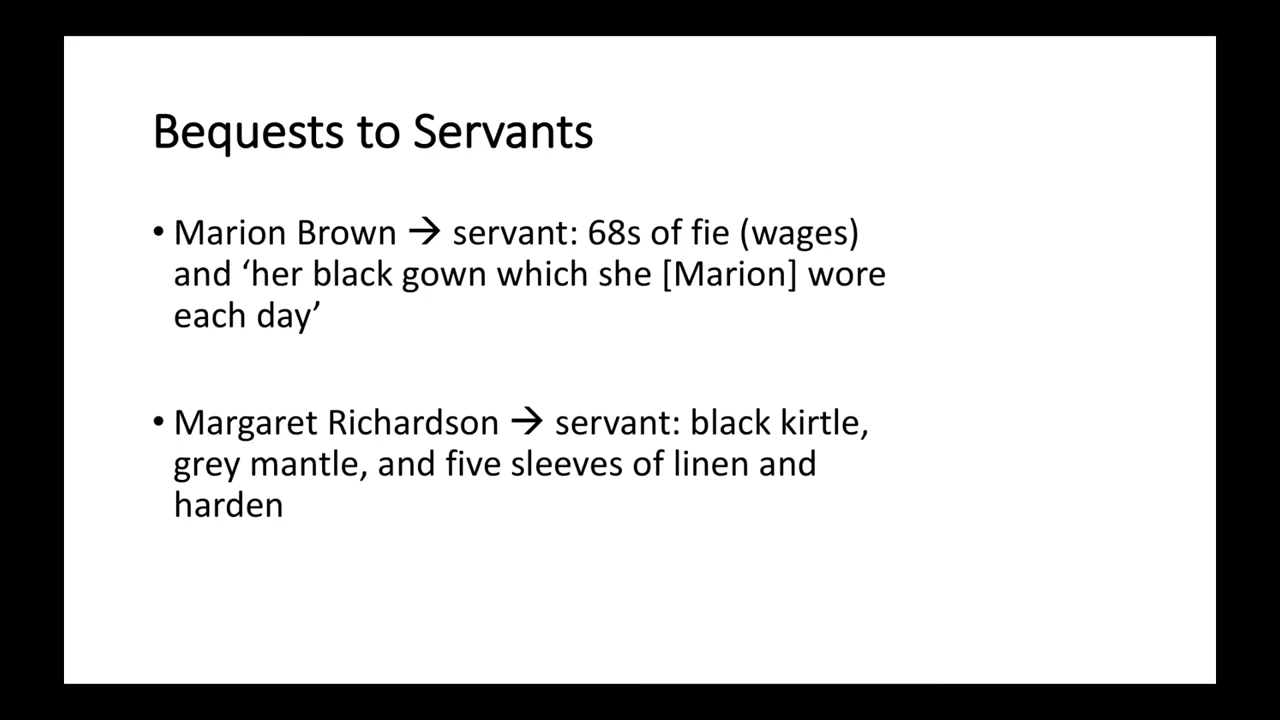 Bequests to Servants
• Marion Brown → servant: 68s of fie (wages)
and ‘her black gown which she [Marion] wore
each day’
• Margaret Richardson → servant: black kirtle,
grey mantle, and five sleeves of linen and
harden